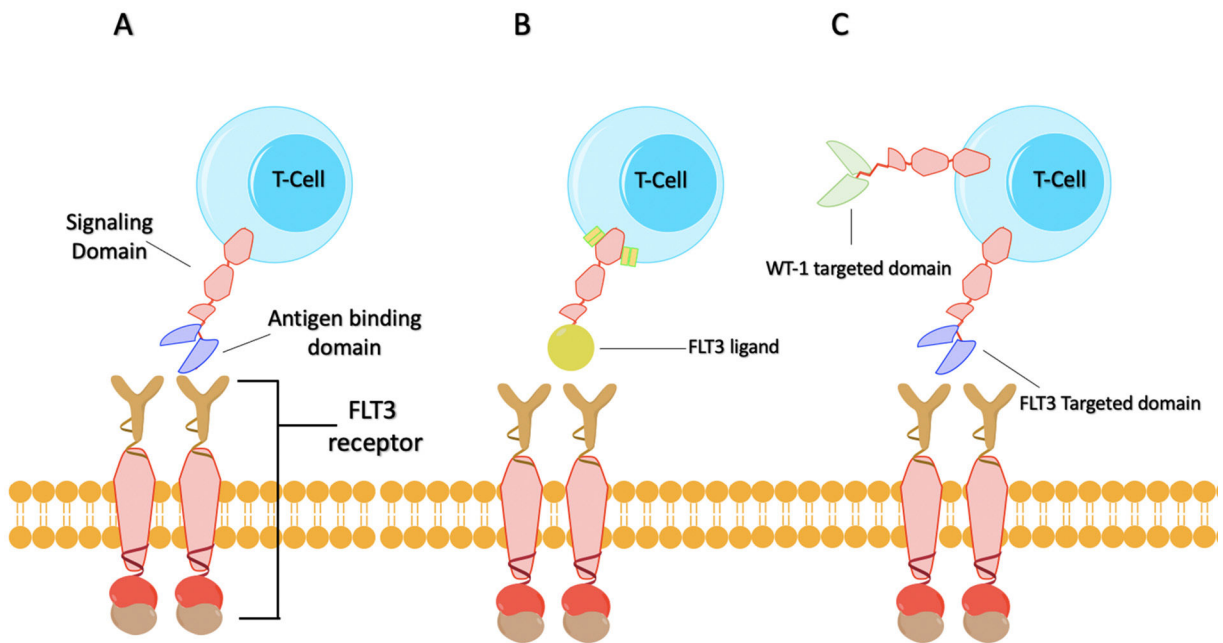 A
B
C
T-Cell
Signaling
Domain
Antigen binding
domain
FLT3
receptor
T-Cell
FLT3 ligand
T-Cell
WT-1 targeted domain
FLT3 Targeted domain